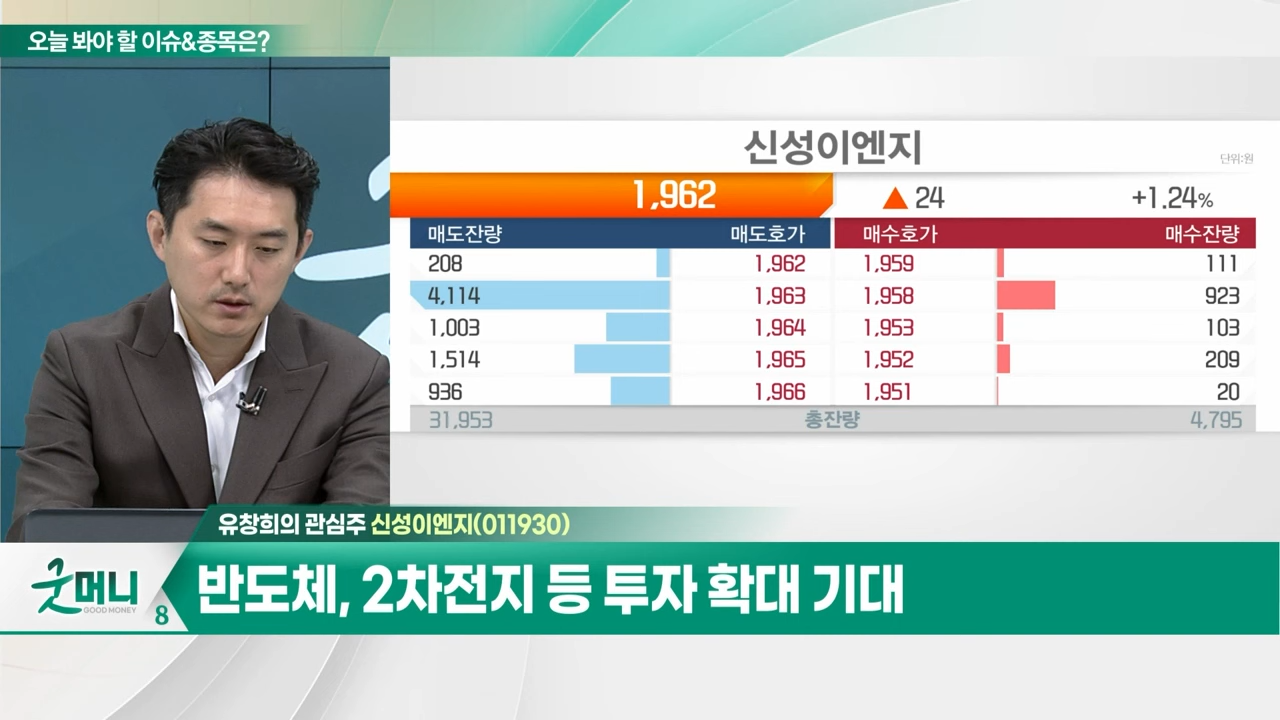 오늘 봐야 할 이슈&종목은?
신성이엔지
단위:원
1,962 ▲ 24 +1.24%
매도잔량 매도호가 매수호가 매수잔량
208 1,962 1,959 111
4,114 1,963 1,958 923
1,003 1,964 1,953 103
1,514 1,965 1,952 209
936 1,966 1,951 20
31,953 총잔량 4,795
유창희의 관심주 신성이엔지(011930)
굿머니
GOOD MONEY
8
반도체, 2차전지 등 투자 확대 기대